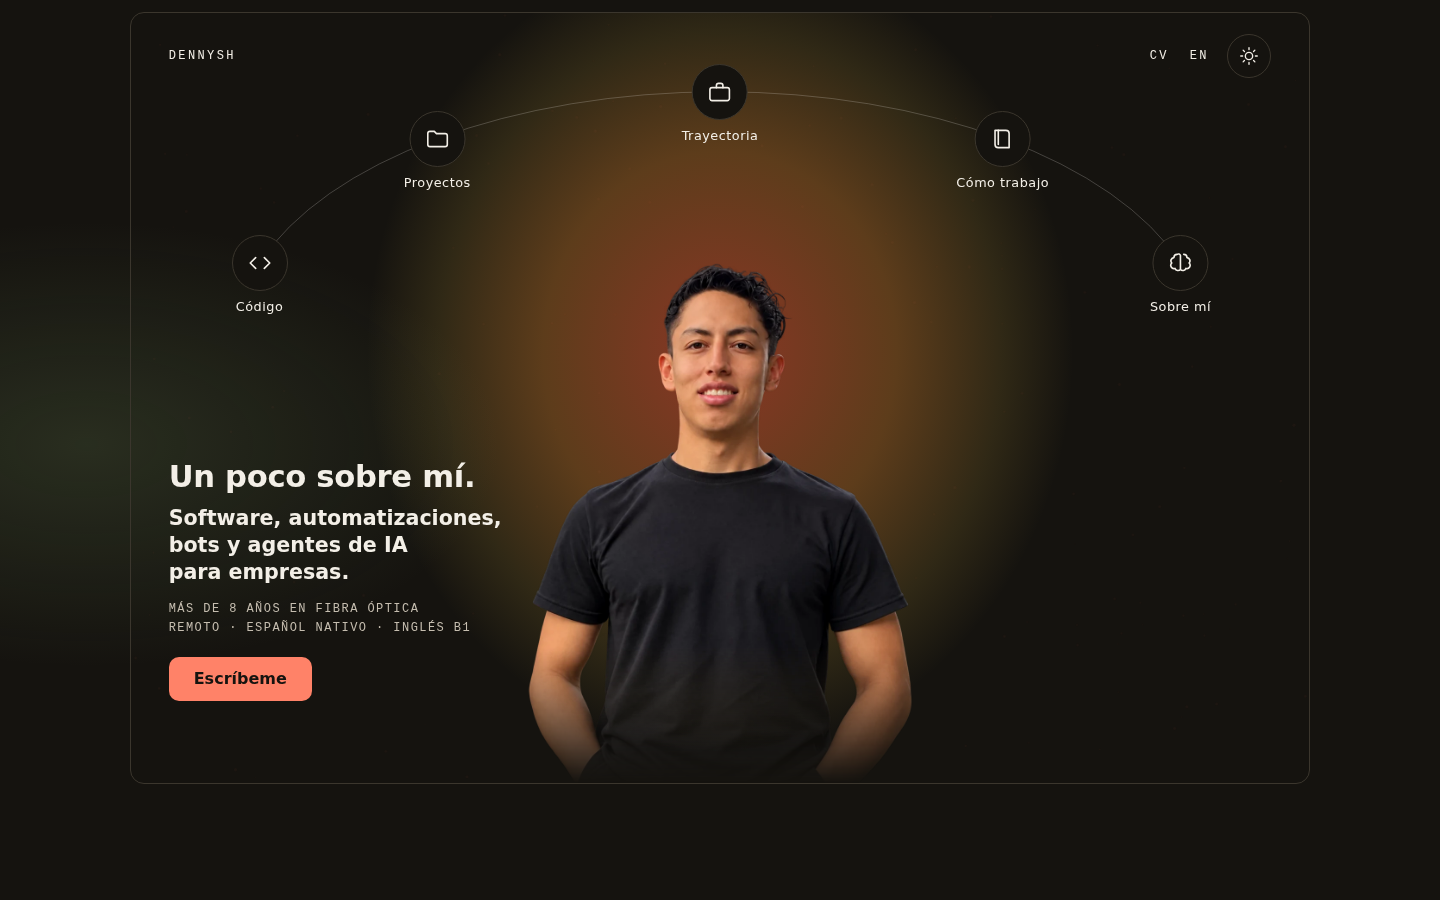 DENNYSH
CV EN
Trayectoria
Proyectos
Cómo trabajo
Código
Sobre mí
Un poco sobre mí.
Software, automatizaciones,
bots y agentes de IA
para empresas.
MÁS DE 8 AÑOS EN FIBRA ÓPTICA
REMOTO · ESPAÑOL NATIVO · INGLÉS B1
Escríbeme